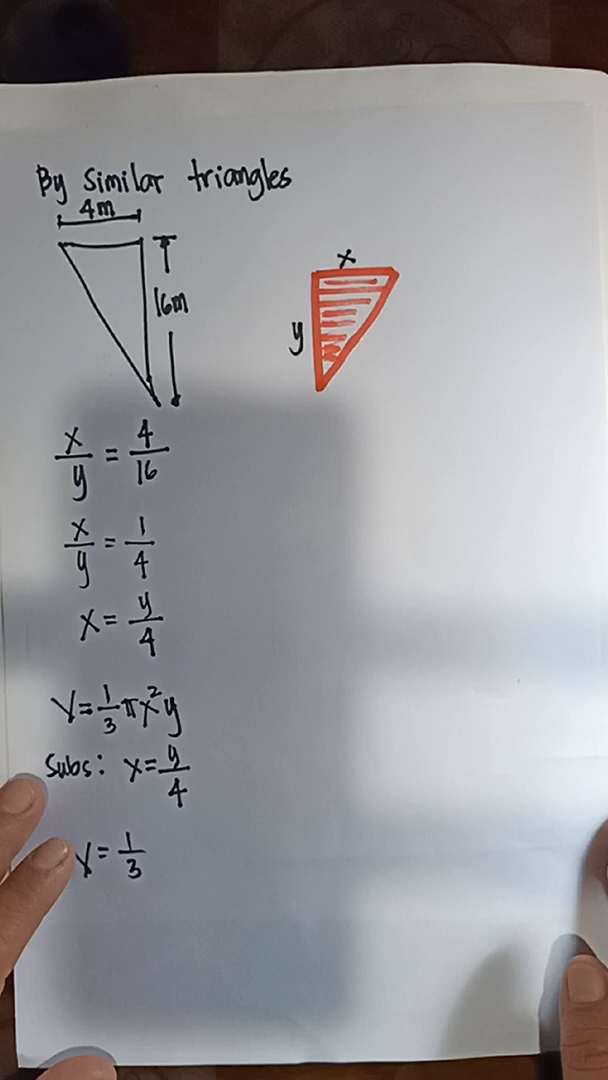 By Similar triangles
4m
16m
x
y
x/y = 4/16
x/y = 1/4
x = y/4
V = 1/3 πx²y
Subs: x = y/4
V = 1/3